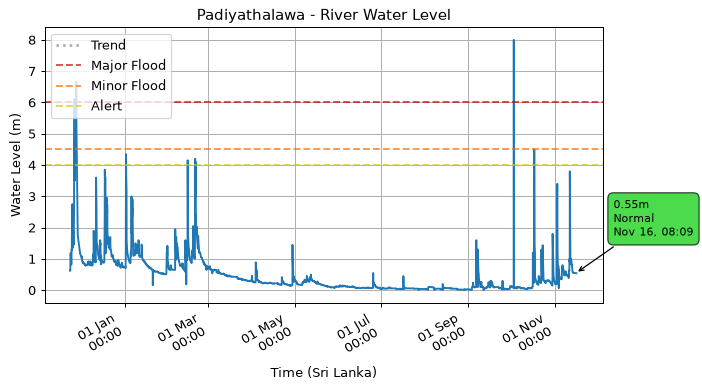 Padiyathalawa - River Water Level
Trend
Major Flood
Minor Flood
Alert
Water Level (m)
8
7
6
5
4
3
2
1
0
01 Jan
00:00
01 Mar
00:00
01 May
00:00
01 Jul
00:00
01 Sep
00:00
01 Nov
00:00
Time (Sri Lanka)
0.55m
Normal
Nov 16, 08:09